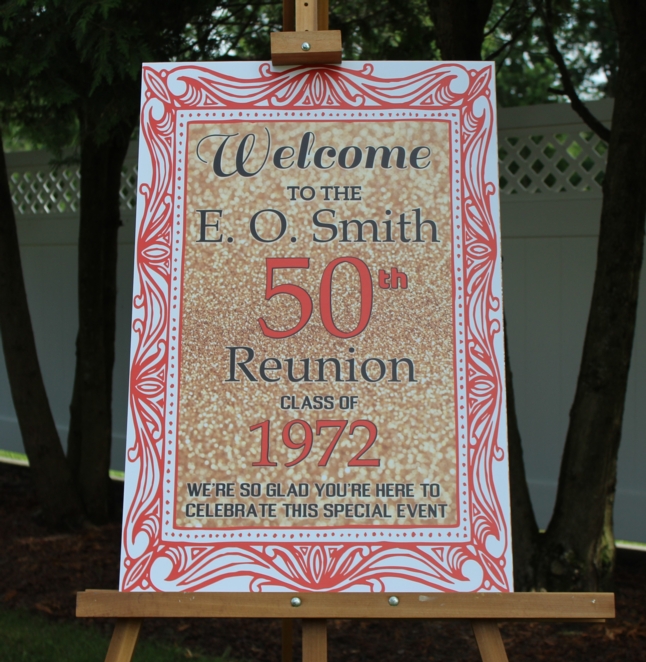 Welcome
TO THE
E. O. Smith
50th
Reunion
CLASS OF
1972
WE'RE SO GLAD YOU'RE HERE TO
CELEBRATE THIS SPECIAL EVENT